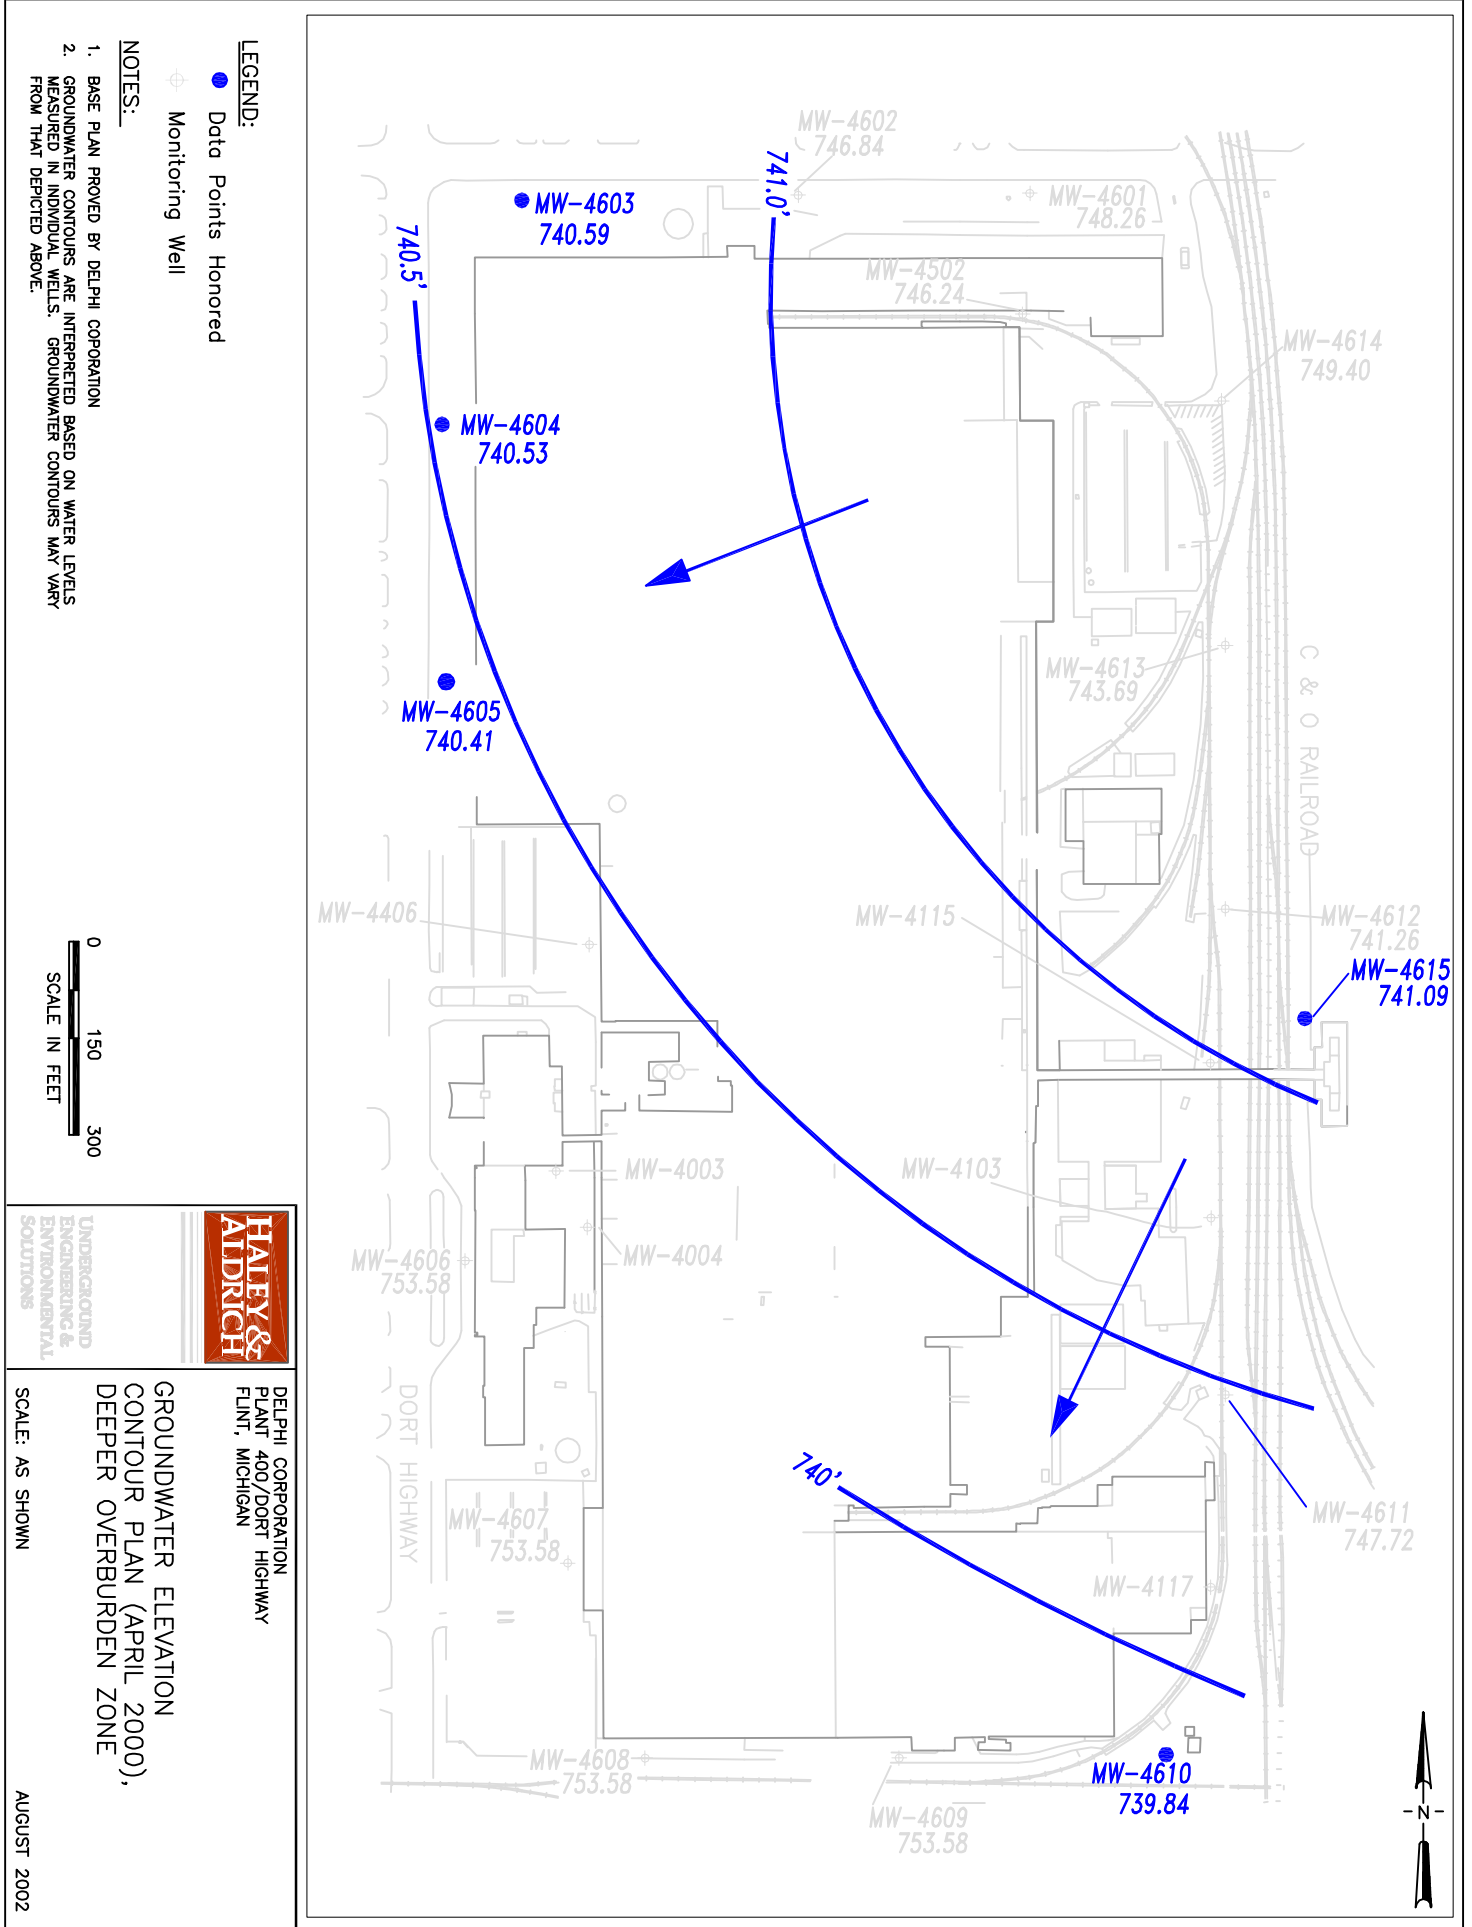 MW-4602
746.84
MW-4601
748.26
741.0'
MW-4603
740.59
740.5'
MW-4502
746.24
MW-4614
749.40
MW-4604
740.53
MW-4613
743.69
C & O RAILROAD
MW-4605
740.41
MW-4406
MW-4115
MW-4612
741.26
MW-4615
741.09
MW-4003
MW-4103
MW-4004
MW-4606
753.58
DORT HIGHWAY
740'
MW-4607
753.58
MW-4611
747.72
MW-4117
MW-4608
753.58
MW-4610
739.84
MW-4609
753.58
-N-
LEGEND:
Data Points Honored
Monitoring Well
NOTES:
1. BASE PLAN PROVED BY DELPHI COPORATION
2. GROUNDWATER CONTOURS ARE INTERPRETED BASED ON WATER LEVELS
MEASURED IN INDIVIDUAL WELLS. GROUNDWATER CONTOURS MAY VARY
FROM THAT DEPICTED ABOVE.
0 150 300
SCALE IN FEET
HALEY &
ALDRICH
UNDERGROUND
ENGINEERING &
ENVIRONMENTAL
SOLUTIONS
DELPHI CORPORATION
PLANT 400/DORT HIGHWAY
FLINT, MICHIGAN
GROUNDWATER ELEVATION
CONTOUR PLAN (APRIL 2000),
DEEPER OVERBURDEN ZONE
SCALE: AS SHOWN
AUGUST 2002